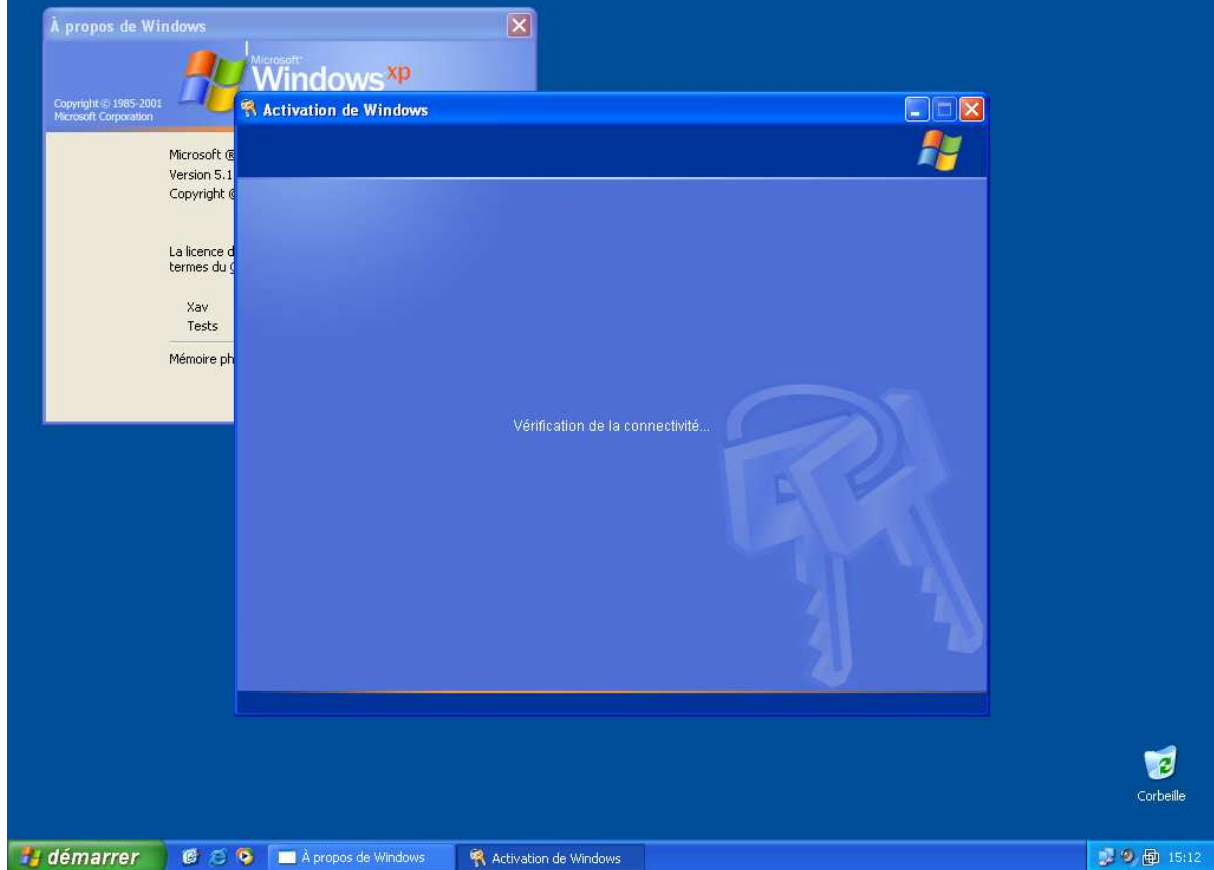 À propos de Windows
Microsoft®
Windows xp
Copyright © 1985-2001
Microsoft Corporation
Activation de Windows
Microsoft ®
Version 5.1
Copyright ©
La licence d
termes du
Xav
Tests
Mémoire ph
Vérification de la connectivité...
Corbeille
démarrer
À propos de Windows
Activation de Windows
15:12